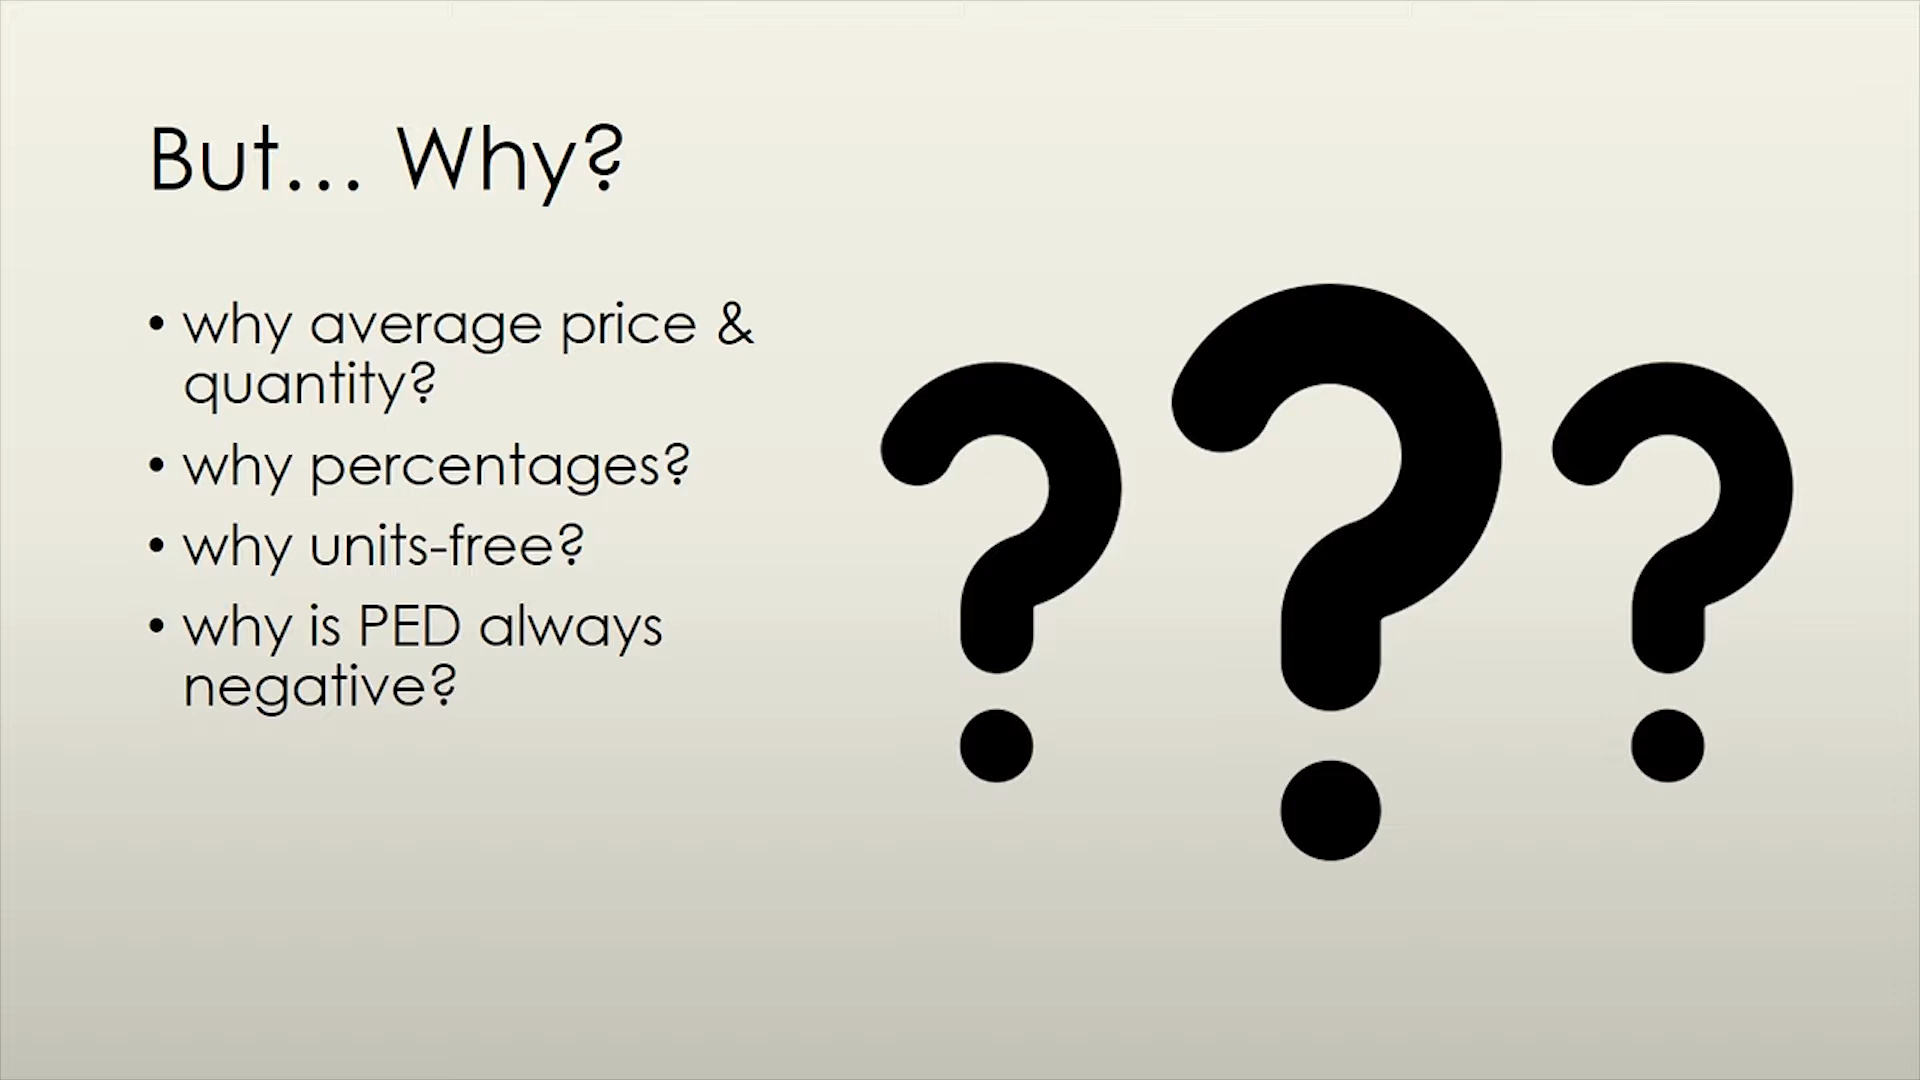 But... Why?
• why average price &
quantity?
• why percentages?
• why units-free?
• why is PED always
negative?
???